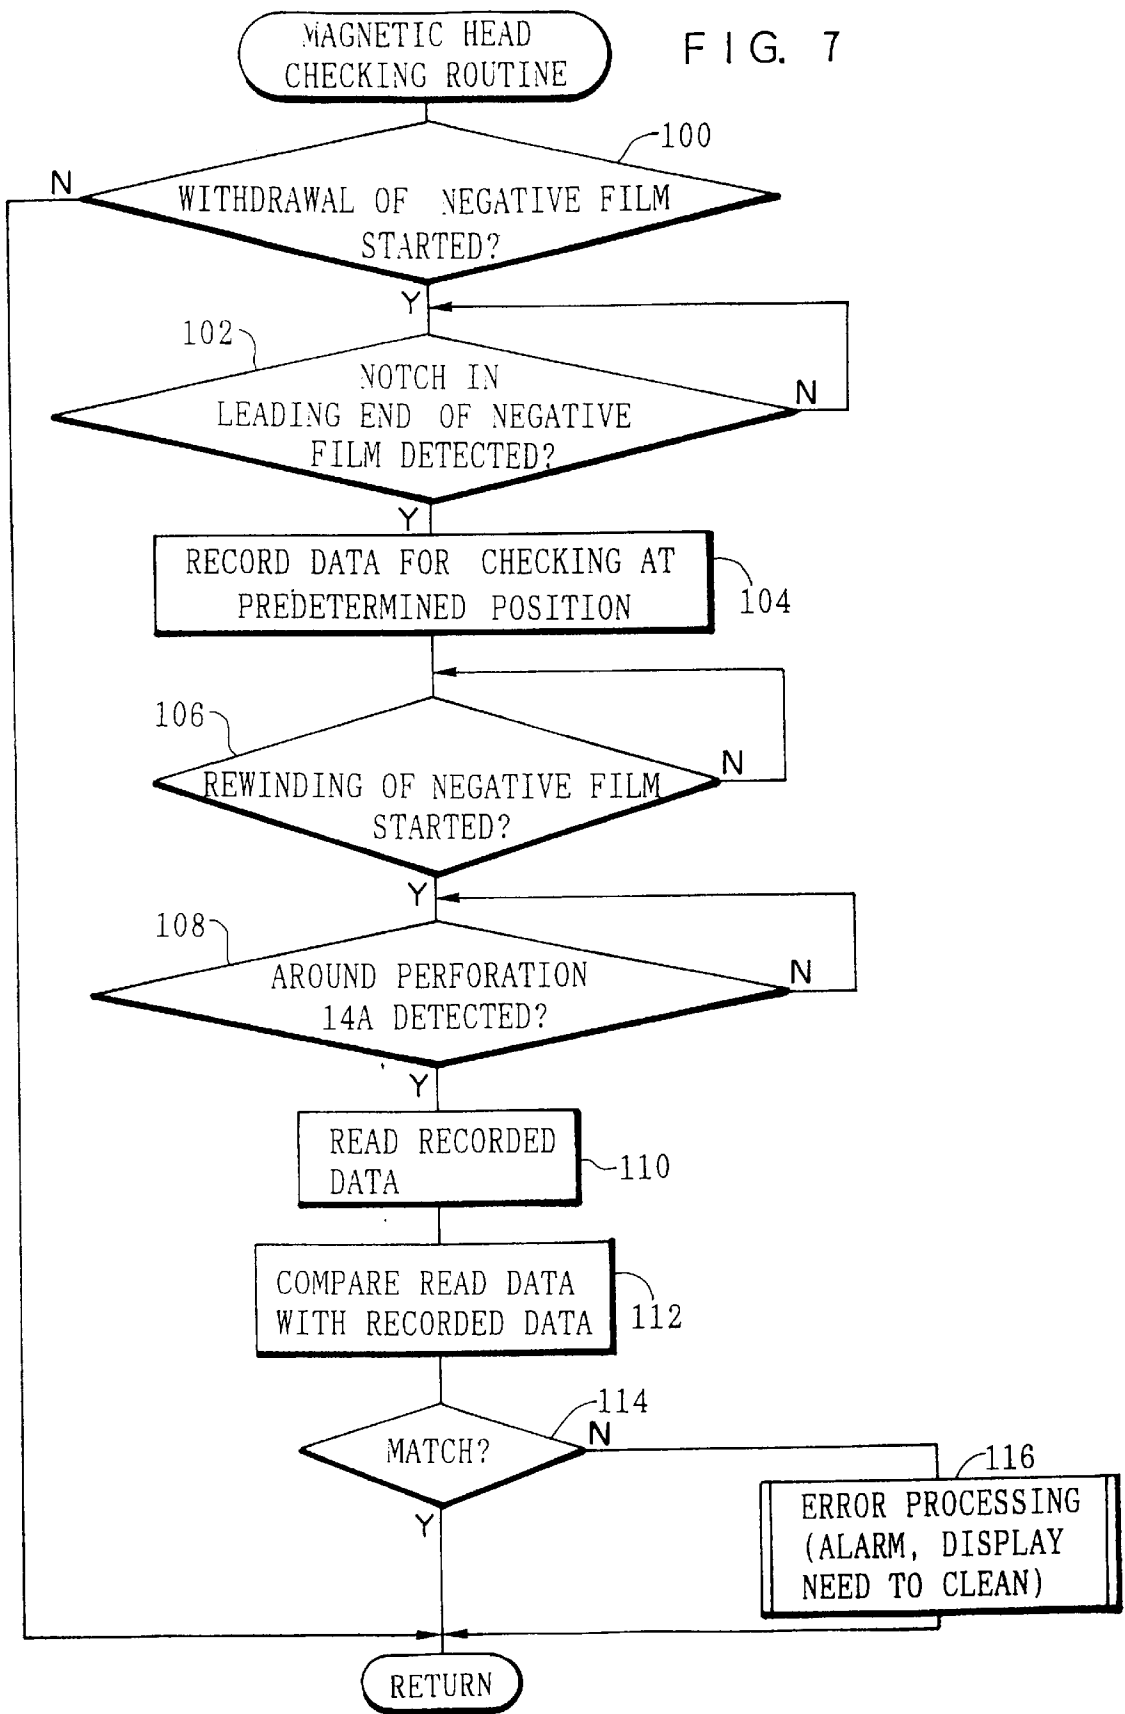 MAGNETIC HEAD
CHECKING ROUTINE
FIG. 7
100
N
WITHDRAWAL OF NEGATIVE FILM
STARTED?
Y
102
NOTCH IN
LEADING END OF NEGATIVE
FILM DETECTED?
N
Y
RECORD DATA FOR CHECKING AT
PREDETERMINED POSITION
104
106
REWINDING OF NEGATIVE FILM
STARTED?
N
Y
108
AROUND PERFORATION
14A DETECTED?
N
Y
READ RECORDED
DATA
110
COMPARE READ DATA
WITH RECORDED DATA
112
114
MATCH?
N
Y
116
ERROR PROCESSING
(ALARM, DISPLAY
NEED TO CLEAN)
RETURN